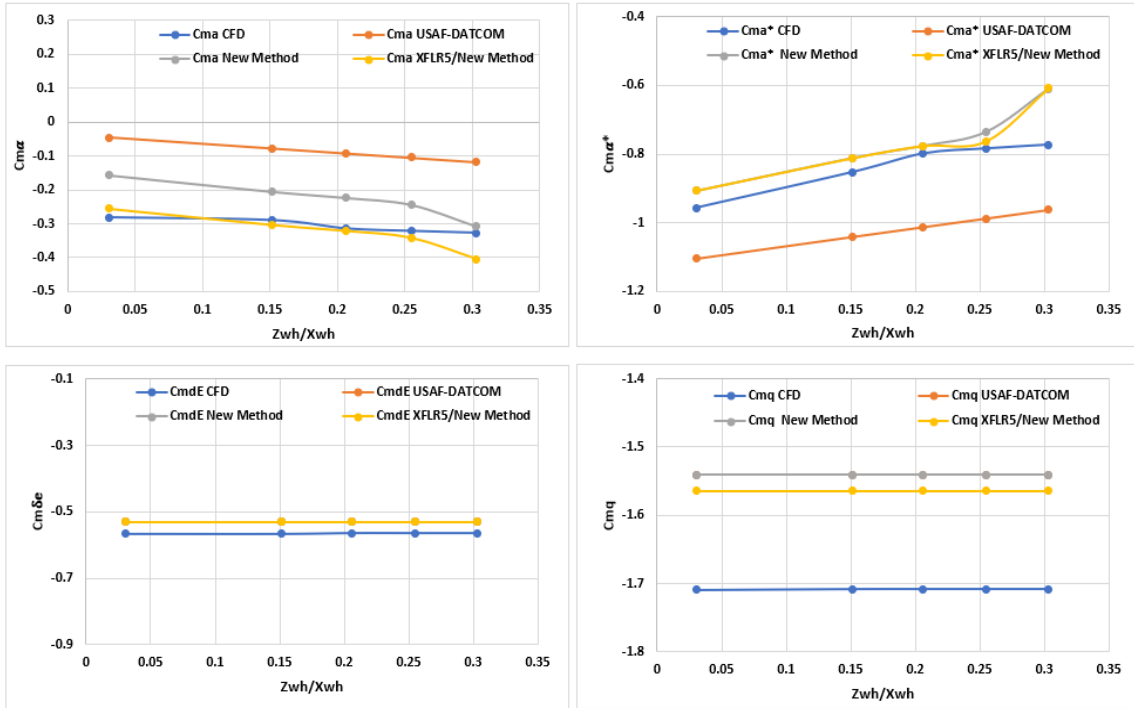 Cma CFD
Cma USAF-DATCOM
Cma New Method
Cma XFLR5/New Method
0.3
0.2
0.1
0
-0.1
-0.2
-0.3
-0.4
-0.5
Cmα
0 0.05 0.1 0.15 0.2 0.25 0.3 0.35
Zwh/Xwh
Cma* CFD
Cma* USAF-DATCOM
Cma* New Method
Cma* XFLR5/New Method
-0.4
-0.6
-0.8
-1
-1.2
Cmα*
0 0.05 0.1 0.15 0.2 0.25 0.3 0.35
Zwh/Xwh
CmdE CFD
CmdE USAF-DATCOM
CmdE New Method
CmdE XFLR5/New Method
-0.1
-0.3
-0.5
-0.7
-0.9
Cmδe
0 0.05 0.1 0.15 0.2 0.25 0.3 0.35
Zwh/Xwh
Cmq CFD
Cmq USAF-DATCOM
Cmq New Method
Cmq XFLR5/New Method
-1.4
-1.5
-1.6
-1.7
-1.8
Cmq
0 0.05 0.1 0.15 0.2 0.25 0.3 0.35
Zwh/Xwh